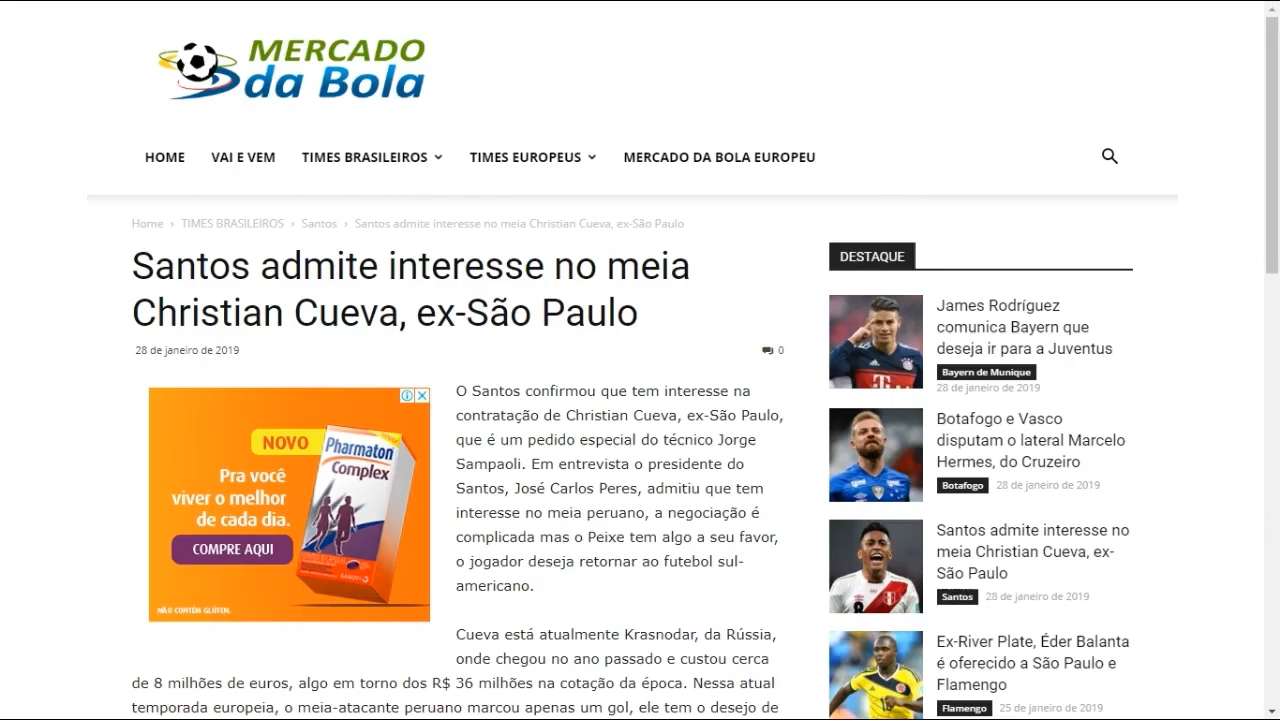 MERCADO
da Bola
HOME
VAI E VEM
TIMES BRASILEIROS
TIMES EUROPEUS
MERCADO DA BOLA EUROPEU
Home › TIMES BRASILEIROS › Santos › Santos admite interesse no meia Christian Cueva, ex-São Paulo
Santos admite interesse no meia
Christian Cueva, ex-São Paulo
28 de janeiro de 2019
0
NOVO
Pharmaton
Complex
Pra você
viver o melhor
de cada dia.
COMPRE AQUI
SANOFI
NÃO CONTÉM GLÚTEN.
O Santos confirmou que tem interesse na
contratação de Christian Cueva, ex-São Paulo,
que é um pedido especial do técnico Jorge
Sampaoli. Em entrevista o presidente do
Santos, José Carlos Peres, admitiu que tem
interesse no meia peruano, a negociação é
complicada mas o Peixe tem algo a seu favor,
o jogador deseja retornar ao futebol sul-
americano.
Cueva está atualmente Krasnodar, da Rússia,
onde chegou no ano passado e custou cerca
de 8 milhões de euros, algo em torno dos R$ 36 milhões na cotação da época. Nessa atual
temporada europeia, o meia-atacante peruano marcou apenas um gol, ele tem o desejo de
DESTAQUE
James Rodríguez
comunica Bayern que
deseja ir para a Juventus
Bayern de Munique
28 de janeiro de 2019
Botafogo e Vasco
disputam o lateral Marcelo
Hermes, do Cruzeiro
Botafogo 28 de janeiro de 2019
Santos admite interesse no
meia Christian Cueva, ex-
São Paulo
Santos 28 de janeiro de 2019
Ex-River Plate, Éder Balanta
é oferecido a São Paulo e
Flamengo
Flamengo 25 de janeiro de 2019